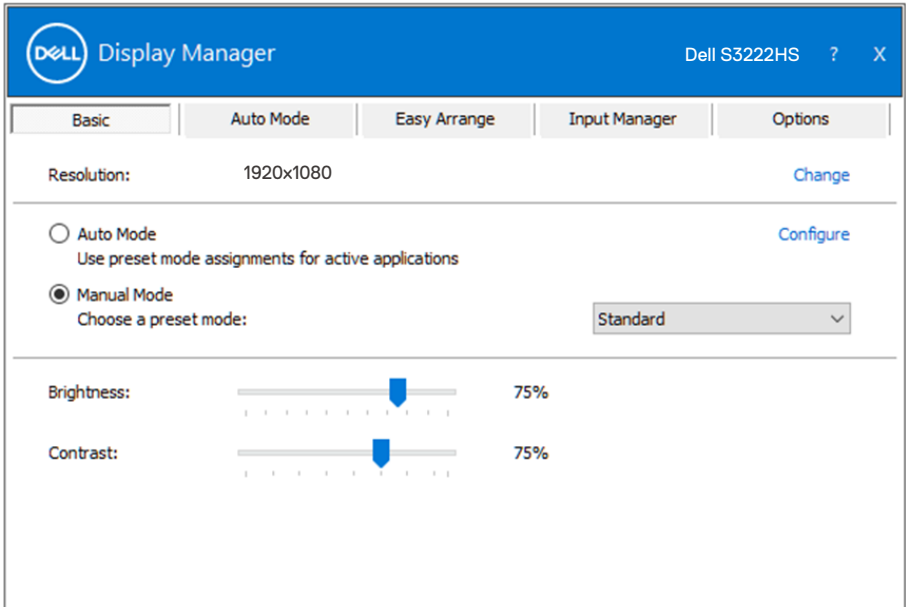 DELL Display Manager Dell S3222HS ? X
Basic Auto Mode Easy Arrange Input Manager Options
Resolution: 1920x1080 Change
Auto Mode Configure
Use preset mode assignments for active applications
Manual Mode
Choose a preset mode: Standard
Brightness: 75%
Contrast: 75%